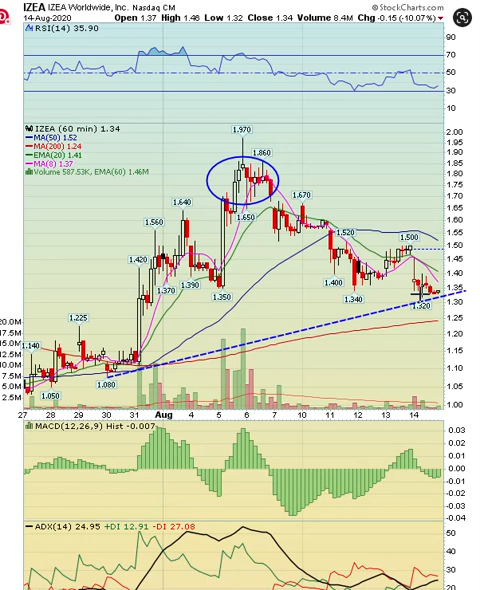 IZEA IZEA Worldwide, Inc. Nasdaq CM
© StockCharts.com
14-Aug-2020
Open 1.37 High 1.46 Low 1.32 Close 1.34 Volume 8.4M Chg -0.15 (-10.07%) ▼
RSI(14) 35.90
90
70
50
30
10
IZEA (60 min) 1.34
MA(50) 1.52
MA(200) 1.24
EMA(20) 1.41
MA(8) 1.37
Volume 587.53K, EMA(60) 1.46M
1.970
1.860
1.640
1.650
1.670
1.560
1.520
1.500
1.420
1.370
1.390
1.350
1.400
1.340
1.320
1.225
1.140
1.080
1.050
2.00
1.95
1.90
1.85
1.80
1.75
1.70
1.65
1.60
1.55
1.50
1.45
1.40
1.35
1.30
1.25
1.20
1.15
1.10
1.05
1.00
20.0M
17.5M
15.0M
12.5M
10.0M
7.5M
5.0M
2.5M
27 28 29 30 31 Aug 4 5 6 7 10 11 12 13 14
MACD(12,26,9) Hist -0.007
0.03
0.02
0.01
0.00
-0.01
-0.02
-0.03
-0.04
ADX(14) 24.95 +DI 12.91 -DI 27.08
50
40
30
20